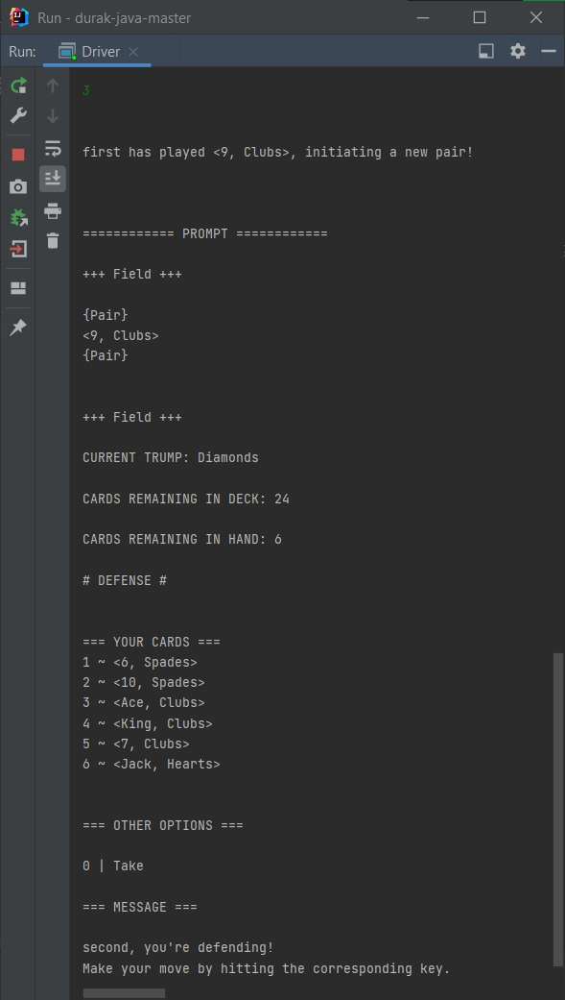 Run - durak-java-master
Run:
Driver
3
first has played <9, Clubs>, initiating a new pair!
============ PROMPT ============
+++ Field +++
{Pair}
<9, Clubs>
{Pair}
+++ Field +++
CURRENT TRUMP: Diamonds
CARDS REMAINING IN DECK: 24
CARDS REMAINING IN HAND: 6
# DEFENSE #
=== YOUR CARDS ===
1 ~ <6, Spades>
2 ~ <10, Spades>
3 ~ <Ace, Clubs>
4 ~ <King, Clubs>
5 ~ <7, Clubs>
6 ~ <Jack, Hearts>
=== OTHER OPTIONS ===
0 | Take
=== MESSAGE ===
second, you're defending!
Make your move by hitting the corresponding key.